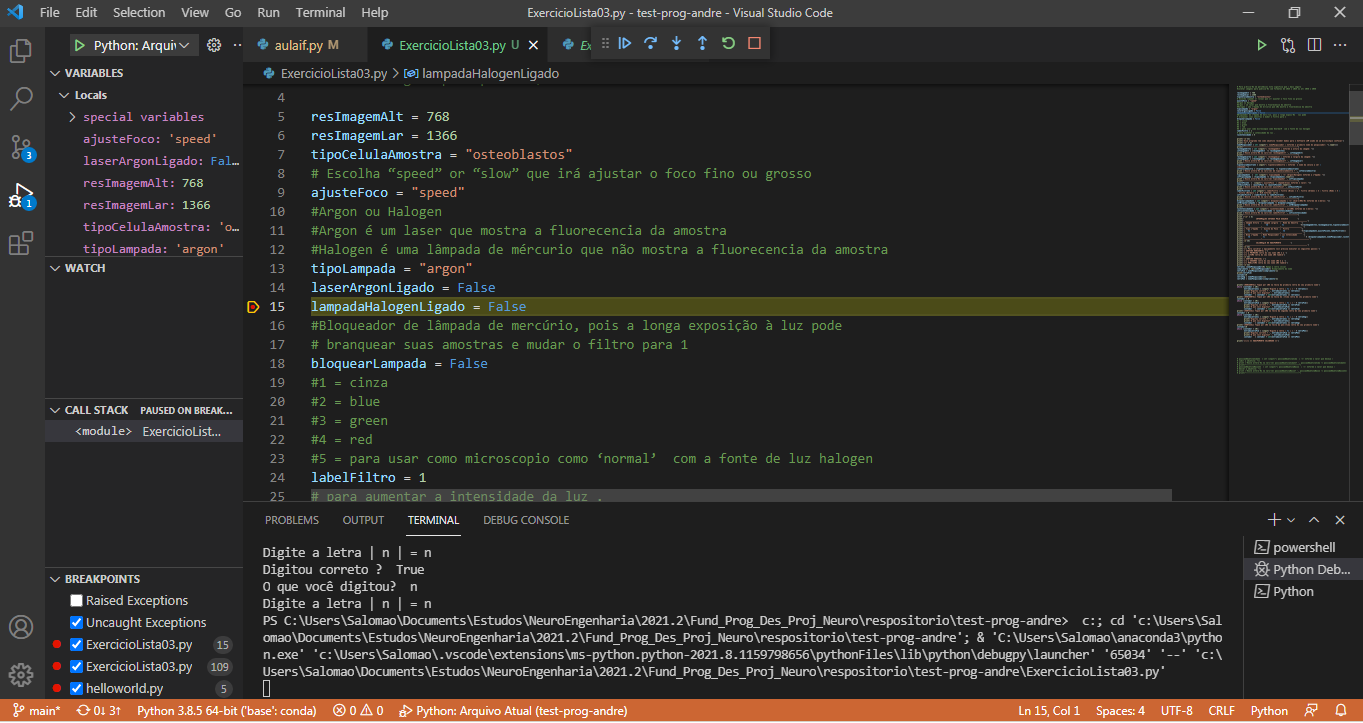 File Edit Selection View Go Run Terminal Help ExercicioLista03.py - test-prog-andre - Visual Studio Code
Python: Arqui
aulaif.py M ExercicioLista03.py U
ExercicioLista03.py > lampadaHalogenLigado
VARIABLES
Locals
special variables
ajusteFoco: 'speed'
laserArgonLigado: Fal…
resImagemAlt: 768
resImagemLar: 1366
tipoCelulaAmostra: 'o…
tipoLampada: 'argon'
WATCH
CALL STACK PAUSED ON BREAK...
<module> ExercicioList...
BREAKPOINTS
Raised Exceptions
Uncaught Exceptions
ExercicioLista03.py 15
ExercicioLista03.py 109
helloworld.py 5
4
5 resImagemAlt = 768
6 resImagemLar = 1366
7 tipoCelulaAmostra = "osteoblastos"
8 # Escolha “speed” or “slow” que irá ajustar o foco fino ou grosso
9 ajusteFoco = "speed"
10 #Argon ou Halogen
11 #Argon é um laser que mostra a fluorecencia da amostra
12 #Halogen é uma lâmpada de mércurio que não mostra a fluorecencia da amostra
13 tipoLampada = "argon"
14 laserArgonLigado = False
15 lampadaHalogenLigado = False
16 #Bloqueador de lâmpada de mercúrio, pois a longa exposição à luz pode
17 # branquear suas amostras e mudar o filtro para 1
18 bloquearLampada = False
19 #1 = cinza
20 #2 = blue
21 #3 = green
22 #4 = red
23 #5 = para usar como microscopio como ‘normal’  com a fonte de luz halogen
24 labelFiltro = 1
25 # para aumentar a intensidade da luz .
PROBLEMS OUTPUT TERMINAL DEBUG CONSOLE
Digite a letra | n | = n
Digitou correto ?  True
O que você digitou?  n
Digite a letra | n | = n
PS C:\Users\Salomao\Documents\Estudos\NeuroEngenharia\2021.2\Fund_Prog_Des_Proj_Neuro\respositorio\test-prog-andre>  c:; cd 'c:\Users\Sal
omao\Documents\Estudos\NeuroEngenharia\2021.2\Fund_Prog_Des_Proj_Neuro\respositorio\test-prog-andre'; & 'C:\Users\Salomao\anaconda3\pytho
n.exe' 'c:\Users\Salomao\.vscode\extensions\ms-python.python-2021.8.1159798656\pythonFiles\lib\python\debugpy\launcher' '65034' '--' 'c:\
Users\Salomao\Documents\Estudos\NeuroEngenharia\2021.2\Fund_Prog_Des_Proj_Neuro\respositorio\test-prog-andre\ExercicioLista03.py'
powershell
Python Deb...
Python
main* 0↓ 3↑ Python 3.8.5 64-bit ('base': conda) 0 0 Python: Arquivo Atual (test-prog-andre) Ln 15, Col 1 Spaces: 4 UTF-8 CRLF Python